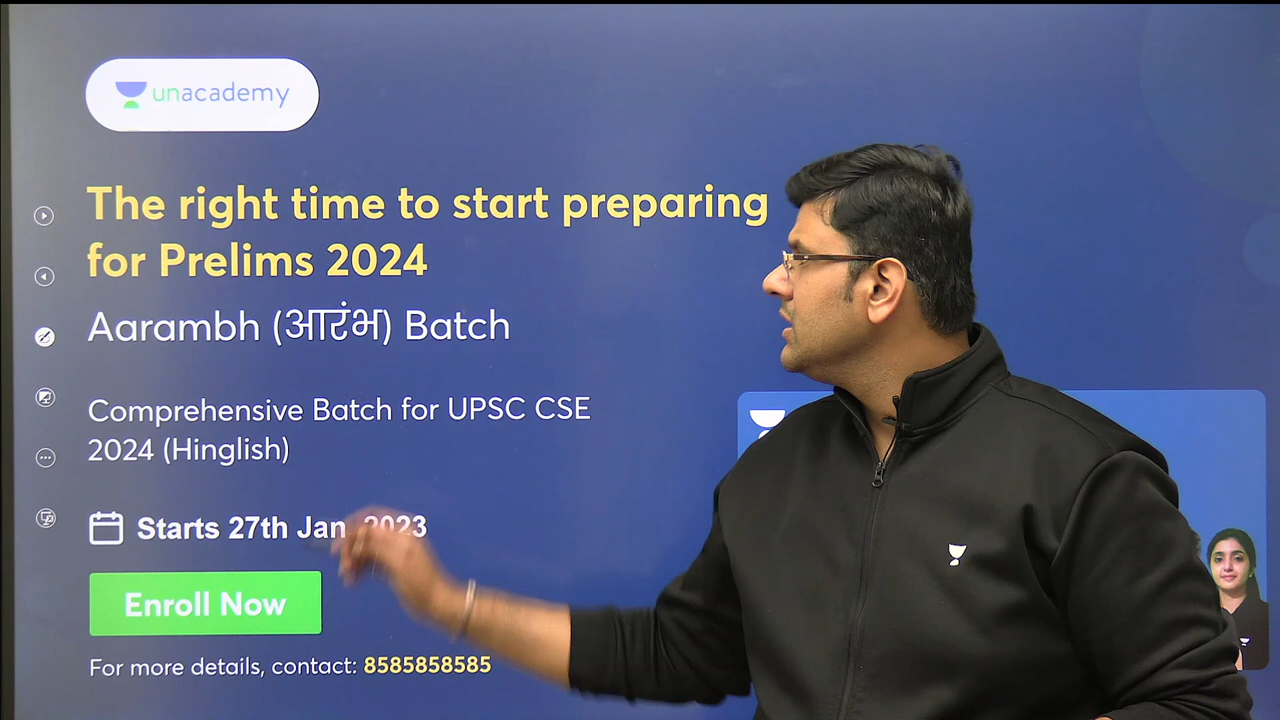 unacademy
The right time to start preparing
for Prelims 2024
Aarambh (आरंभ) Batch
Comprehensive Batch for UPSC CSE
2024 (Hinglish)
Starts 27th Jan 2023
Enroll Now
For more details, contact: 8585858585